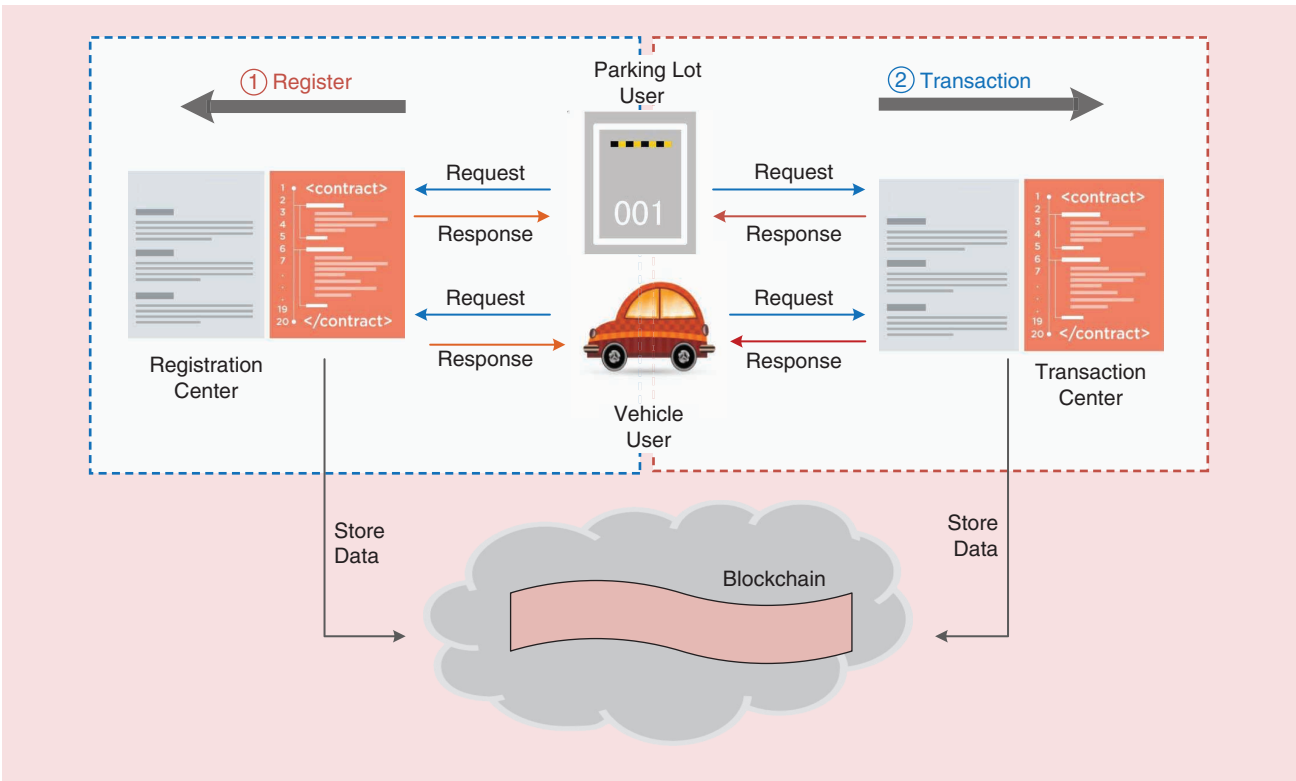 ① Register
Parking Lot
User
② Transaction
Request
Response
001
Request
Response
1
2
3
4
5
6
7
.
.
.
19
20
<contract>
</contract>
1
2
3
4
5
6
7
.
.
.
19
20
<contract>
</contract>
Request
Response
Request
Response
Registration
Center
Vehicle
User
Transaction
Center
Store
Data
Store
Data
Blockchain